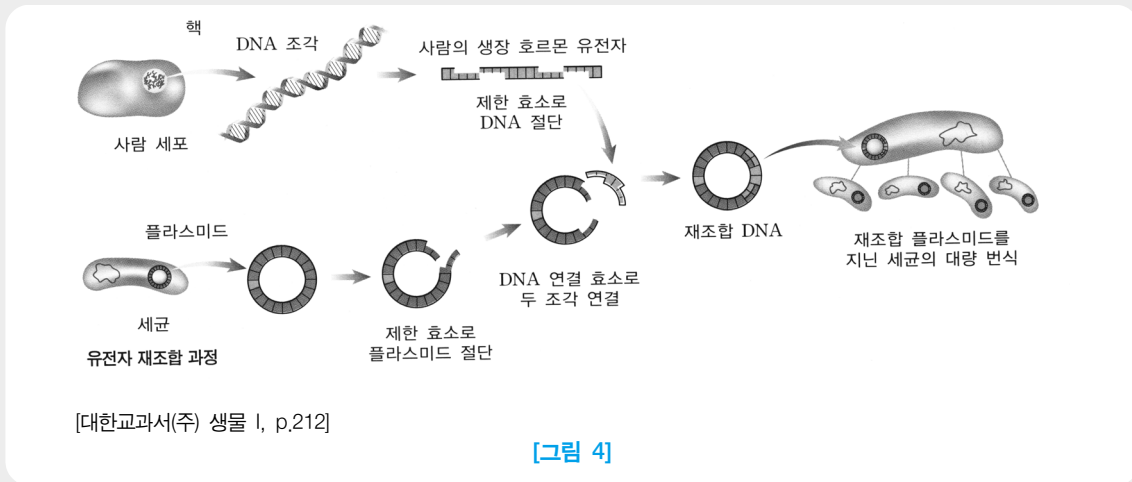 핵
DNA 조각
사람의 생장 호르몬 유전자
제한 효소로
DNA 절단
사람 세포
플라스미드
재조합 DNA
재조합 플라스미드를
지닌 세균의 대량 번식
DNA 연결 효소로
두 조각 연결
세균
제한 효소로
플라스미드 절단
유전자 재조합 과정
[대한교과서(주) 생물 I, p.212]
[그림 4]